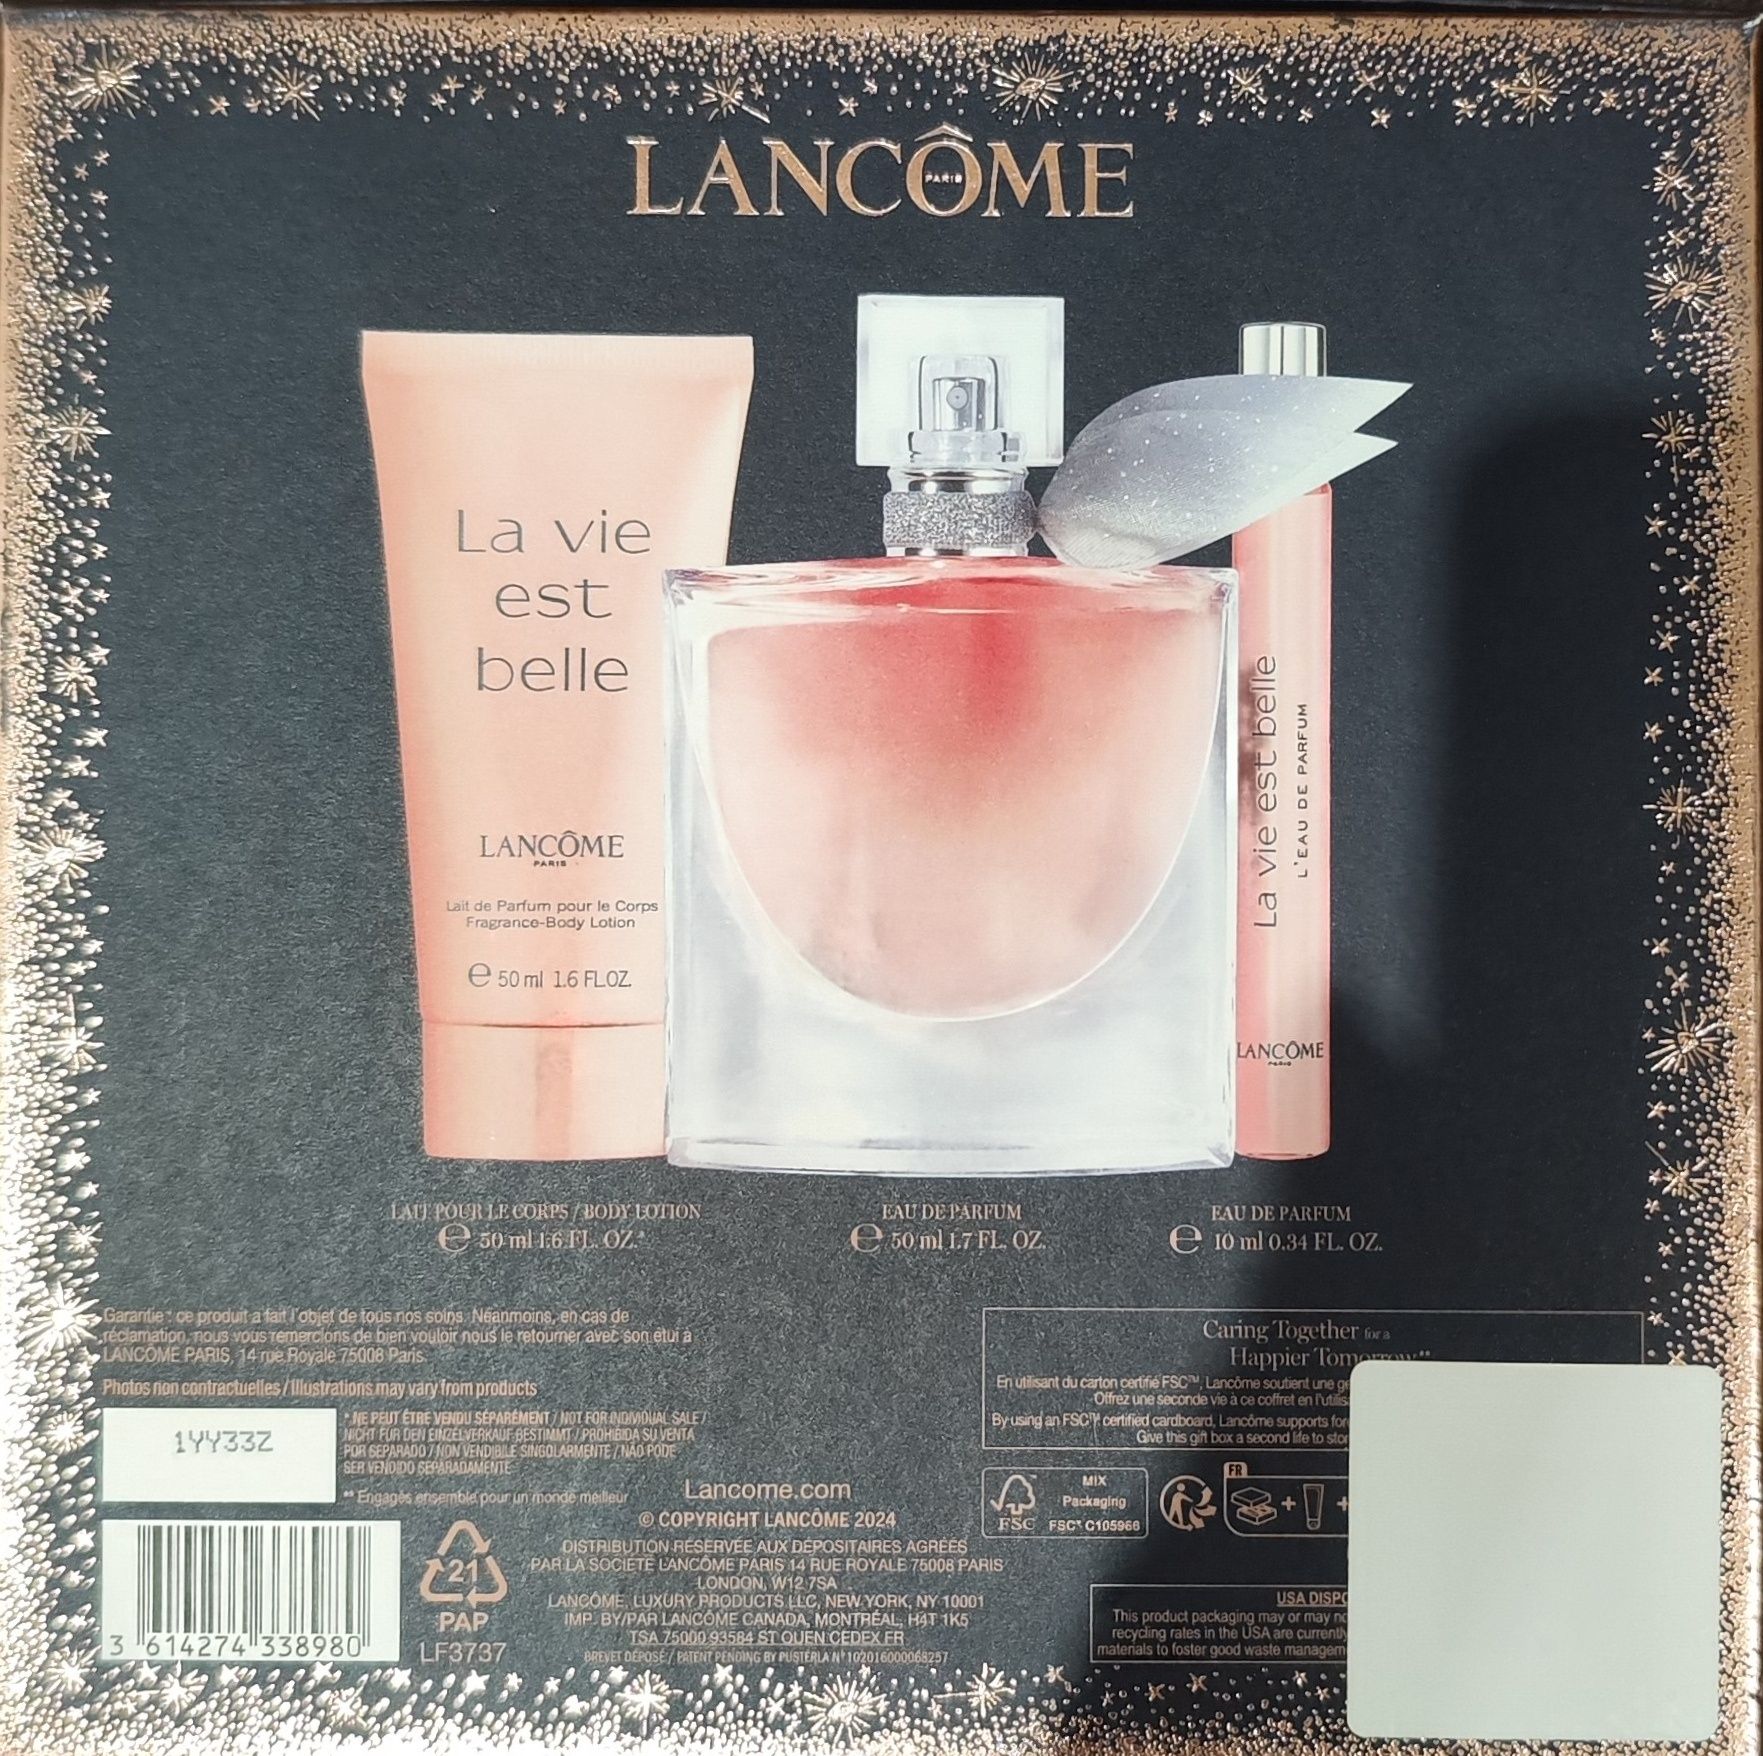 LANCÔME
PARIS
La vie
est
belle
LANCÔME
PARIS
Lait de Parfum pour le Corps
Fragrance-Body Lotion
℮ 50 ml 1.6 FL.OZ.
La vie est belle
L'EAU DE PARFUM
LANCÔME
PARIS
LAIT POUR LE CORPS / BODY LOTION
℮ 50 ml 1.6 FL. OZ.*
EAU DE PARFUM
℮ 50 ml 1.7 FL. OZ.
EAU DE PARFUM
℮ 10 ml 0.34 FL. OZ.
Garantie : ce produit a fait l'objet de tous nos soins. Néanmoins, en cas de
réclamation, nous vous remercions de bien vouloir nous le retourner avec son étui à
LANCÔME PARIS, 14 rue Royale 75008 Paris.
Photos non contractuelles / Illustrations may vary from products
1YY33Z
* NE PEUT ÊTRE VENDU SÉPARÉMENT / NOT FOR INDIVIDUAL SALE /
NICHT FÜR DEN EINZELVERKAUF BESTIMMT / PROHIBIDA SU VENTA
POR SEPARADO / NON VENDIBILE SINGOLARMENTE / NÃO PODE
SER VENDIDO SEPARADAMENTE
** Engagés ensemble pour un monde meilleur
3 614274 338980
21
PAP
LF3737
Lancome.com
© COPYRIGHT LANCÔME 2024
DISTRIBUTION RÉSERVÉE AUX DÉPOSITAIRES AGRÉÉS
PAR LA SOCIÉTÉ LANCÔME PARIS 14 RUE ROYALE 75008 PARIS
LONDON, W12 7SA
LANCÔME, LUXURY PRODUCTS LLC, NEW YORK, NY 10001
IMP. BY/PAR LANCÔME CANADA, MONTRÉAL, H4T 1K5
TSA 75000 93584 ST OUEN CEDEX FR
BREVET DÉPOSÉ / PATENT PENDING BY PUSTERLA N° 102016000068257
Caring Together for a
Happier Tomorrow**
En utilisant du carton certifié FSC™, Lancôme soutient une
Offrez une seconde vie à ce coffret en
By using an FSC™ certified cardboard, Lancôme supports
Give this gift box a second life to
FSC
MIX
Packaging
FSC® C105966
FR
+ +
USA
This product packaging may or may
recycling rates in the USA are currently
materials to foster good waste